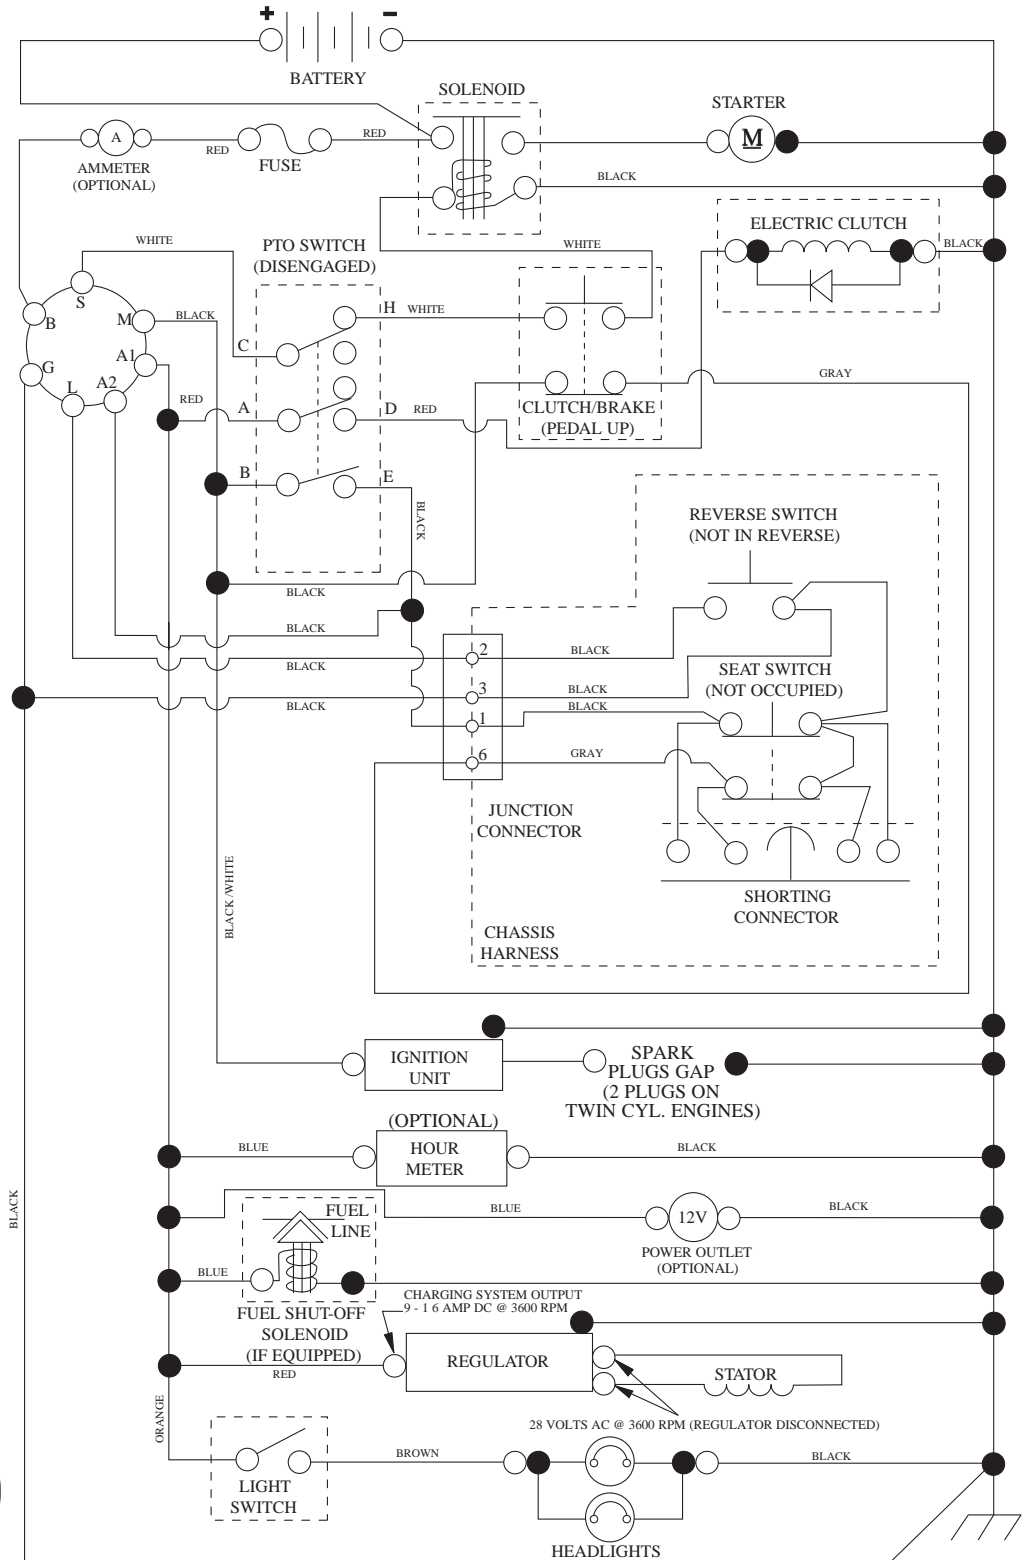 +
–
BATTERY
SOLENOID
STARTER
A
RED
FUSE
RED
M
AMMETER
(OPTIONAL)
BLACK
WHITE
PTO SWITCH
(DISENGAGED)
WHITE
ELECTRIC CLUTCH
BLACK
S
B
M
BLACK
H
WHITE
C
G
A1
L
A2
RED
A
D
RED
GRAY
CLUTCH/BRAKE
(PEDAL UP)
B
E
BLACK
REVERSE SWITCH
(NOT IN REVERSE)
BLACK
BLACK
BLACK
2
BLACK
SEAT SWITCH
(NOT OCCUPIED)
3
BLACK
BLACK
BLACK
1
6
GRAY
JUNCTION
CONNECTOR
SHORTING
CONNECTOR
BLACK /WHITE
CHASSIS
HARNESS
IGNITION
UNIT
SPARK
PLUGS GAP
(2 PLUGS ON
TWIN CYL. ENGINES)
(OPTIONAL)
HOUR
METER
BLUE
BLACK
BLACK
FUEL
LINE
BLUE
12V
BLACK
POWER OUTLET
(OPTIONAL)
BLUE
CHARGING SYSTEM OUTPUT
9 - 1 6 AMP DC @ 3600 RPM
FUEL SHUT-OFF
SOLENOID
(IF EQUIPPED)
RED
REGULATOR
STATOR
ORANGE
28 VOLTS AC @ 3600 RPM (REGULATOR DISCONNECTED)
BROWN
BLACK
LIGHT
SWITCH
HEADLIGHTS